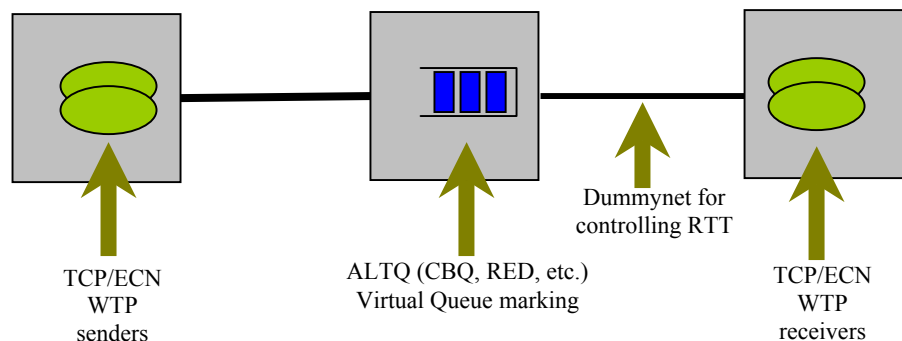 Dummynet for
controlling RTT
TCP/ECN
WTP
senders
ALTQ (CBQ, RED, etc.)
Virtual Queue marking
TCP/ECN
WTP
receivers